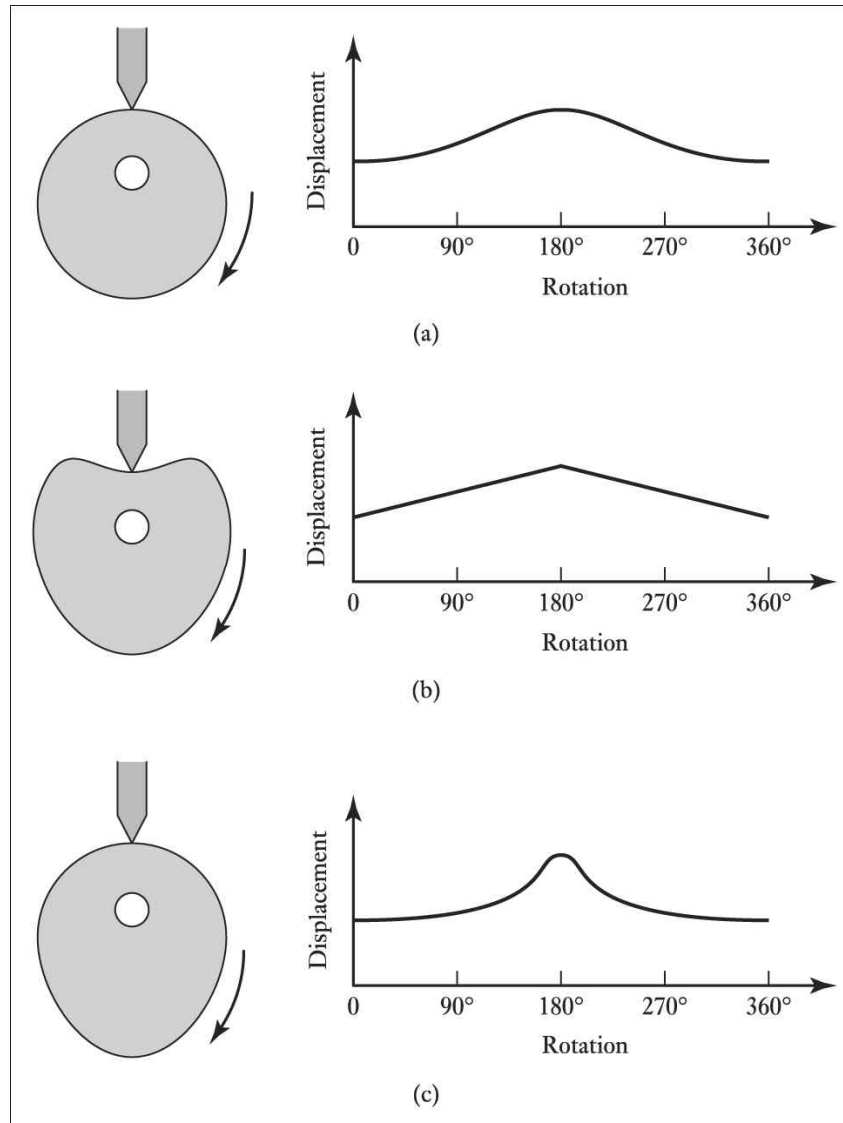 Displacement
0 90° 180° 270° 360°
Rotation
(a)
Displacement
0 90° 180° 270° 360°
Rotation
(b)
Displacement
0 90° 180° 270° 360°
Rotation
(c)